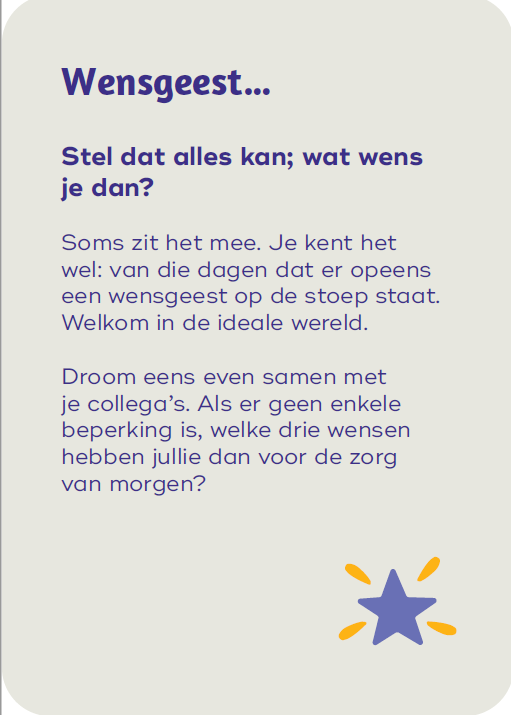 Wensgeest...
Stel dat alles kan; wat wens
je dan?
Soms zit het mee. Je kent het
wel: van die dagen dat er opeens
een wensgeest op de stoep staat.
Welkom in de ideale wereld.
Droom eens even samen met
je collega’s. Als er geen enkele
beperking is, welke drie wensen
hebben jullie dan voor de zorg
van morgen?